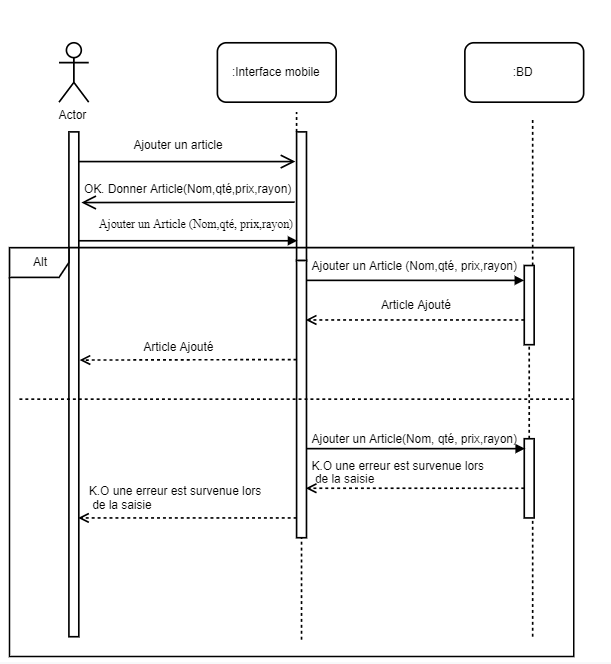 :Interface mobile
:BD
Actor
Ajouter un article
OK. Donner Article(Nom,qté,prix,rayon)
Ajouter un Article (Nom,qté, prix,rayon)
Alt
Ajouter un Article (Nom,qté, prix,rayon)
Article Ajouté
Article Ajouté
Ajouter un Article(Nom, qté, prix,rayon)
K.O une erreur est survenue lors
de la saisie
K.O une erreur est survenue lors
de la saisie